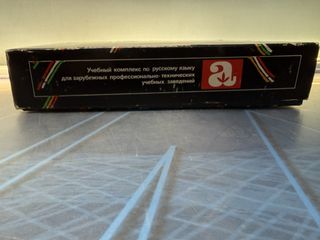 Учебный комплекс по русскому языку
для зарубежных профессионально-технических
учебных заведений
a